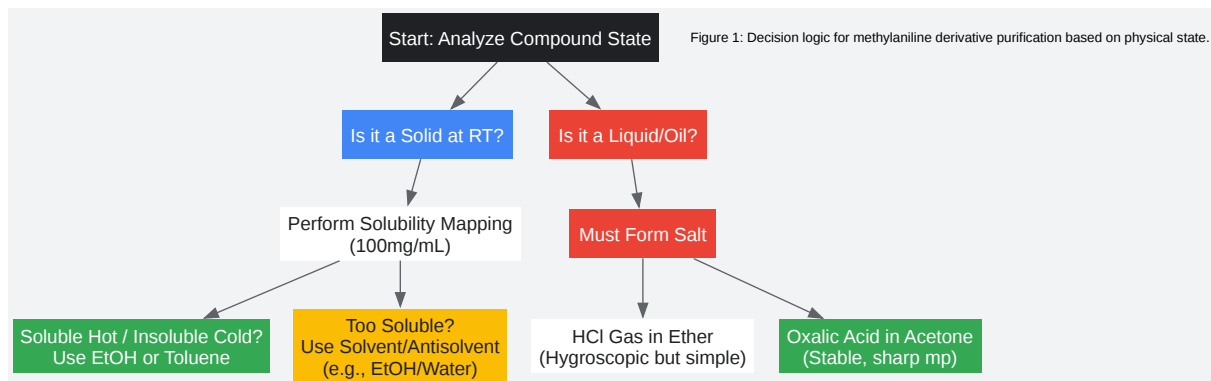 Start: Analyze Compound State
Figure 1: Decision logic for methylaniline derivative purification based on physical state.
Is it a Solid at RT?
Is it a Liquid/Oil?
Perform Solubility Mapping
(100mg/mL)
Must Form Salt
Soluble Hot / Insoluble Cold?
Use EtOH or Toluene
Too Soluble?
Use Solvent/Antisolvent
(e.g., EtOH/Water)
HCl Gas in Ether
(Hygroscopic but simple)
Oxalic Acid in Acetone
(Stable, sharp mp)